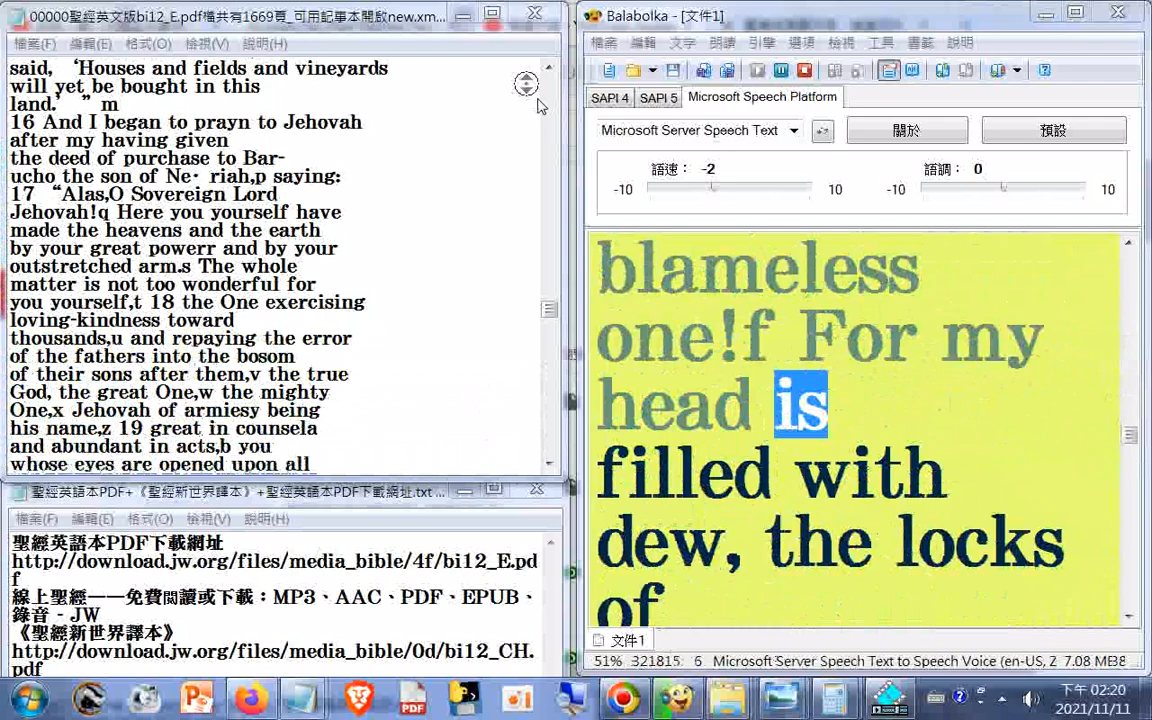 00000聖經英文版bi12_E.pdf檔共有1669頁_可用記事本開啟new.xm...
檔案(F) 編輯(E) 格式(O) 檢視(V) 說明(H)
said, ‘Houses and fields and vineyards
will yet be bought in this
land.’ ” m
16 And I began to prayn to Jehovah
after my having given
the deed of purchase to Bar-
ucho the son of Ne· riah,p saying:
17 “Alas,O Sovereign Lord
Jehovah!q Here you yourself have
made the heavens and the earth
by your great powerr and by your
outstretched arm.s The whole
matter is not too wonderful for
you yourself,t 18 the One exercising
loving-kindness toward
thousands,u and repaying the error
of the fathers into the bosom
of their sons after them,v the true
God, the great One,w the mighty
One,x Jehovah of armiesy being
his name,z 19 great in counsela
and abundant in acts,b you
whose eyes are opened upon all
聖經英語本PDF+《聖經新世界譯本》+聖經英語本PDF下載網址.txt ...
檔案(F) 編輯(E) 格式(O) 檢視(V) 說明(H)
聖經英語本PDF下載網址
http://download.jw.org/files/media_bible/4f/bi12_E.pd
f
線上聖經——免費閱讀或下載：MP3、AAC、PDF、EPUB、
錄音 - JW
《聖經新世界譯本》
http://download.jw.org/files/media_bible/0d/bi12_CH.
pdf
Balabolka - [文件1]
檔案 編輯 文字 朗讀 引擎 選項 檢視 工具 書籤 說明
SAPI 4 SAPI 5 Microsoft Speech Platform
Microsoft Server Speech Text 關於 預設
語速： -2 語調： 0
-10 10 -10 10
blameless
one!f For my
head is
filled with
dew, the locks
of
文件1
51% 321815: 6 Microsoft Server Speech Text to Speech Voice (en-US, Z 7.08 MB
下午 02:20
2021/11/11